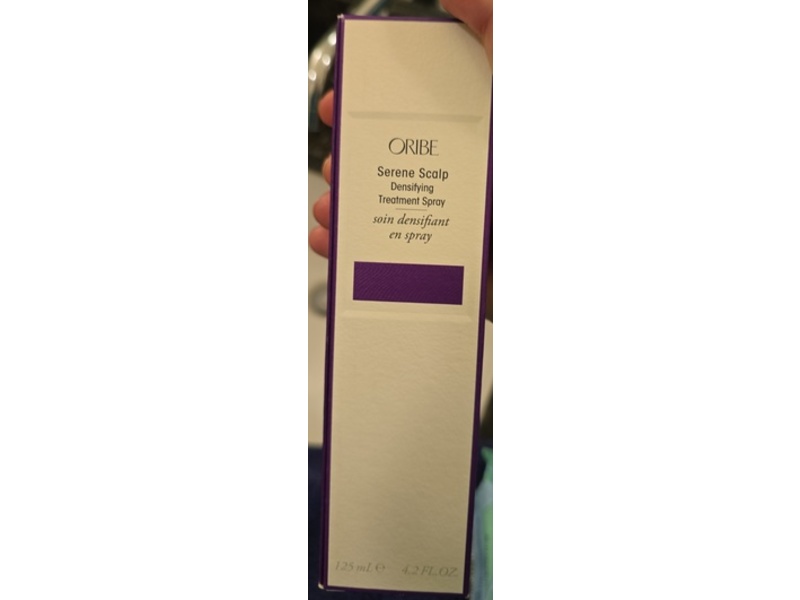 ORIBE
Serene Scalp
Densifying
Treatment Spray
soin densifiant
en spray
125 mL ℮ 4.2 FL.OZ.